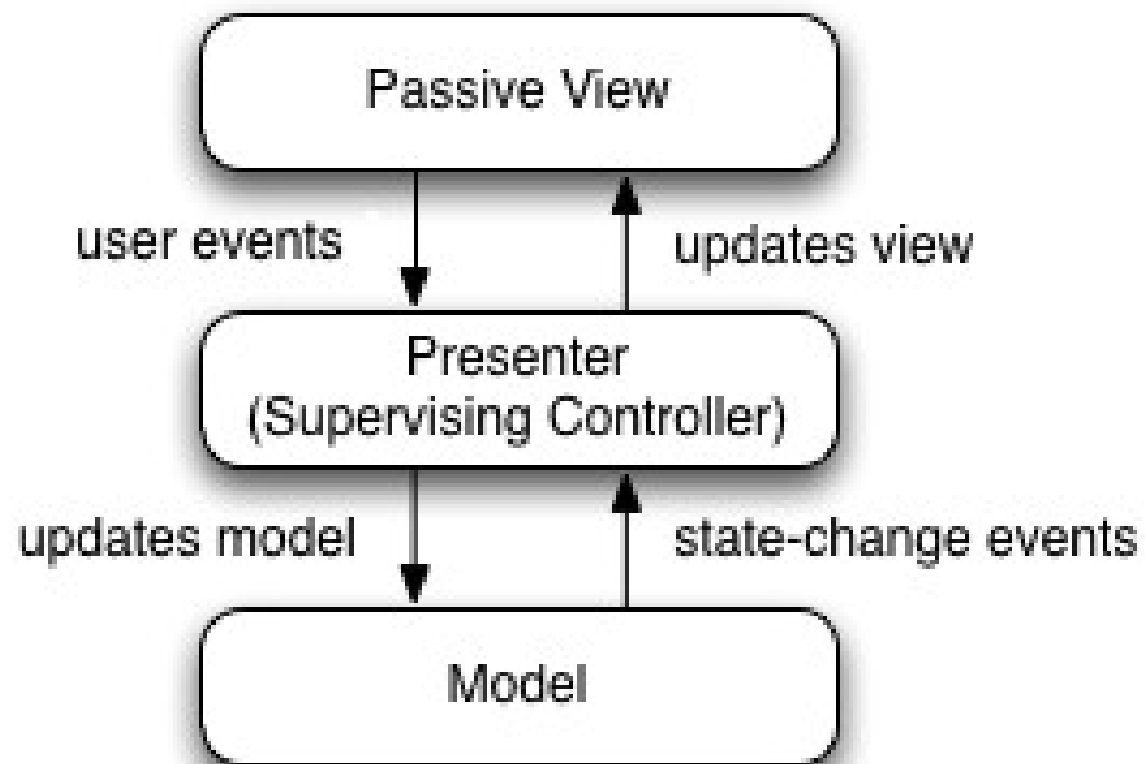 Passive View
user events
updates view
Presenter
(Supervising Controller)
updates model
state-change events
Model